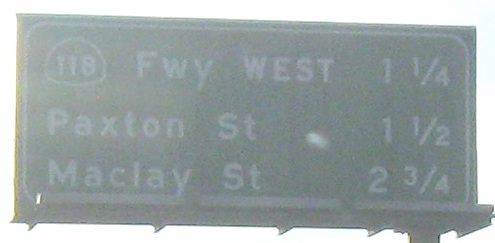 118 Fwy WEST 1 1/4
Paxton St 1 1/2
Maclay St 2 3/4